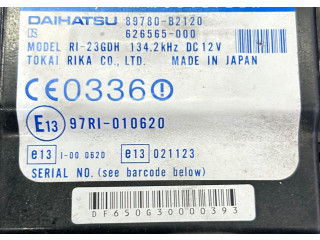 DAIHATSU 89780-B2120
DS 626565-000
MODEL RI-23GDH 134.2kHz DC12V
TOKAI RIKA CO., LTD. MADE IN JAPAN
CE0336!
E13 97RI-010620
e13 I-00 0620 e13 021123
SERIAL NO. (see barcode below)
DF650G30000393